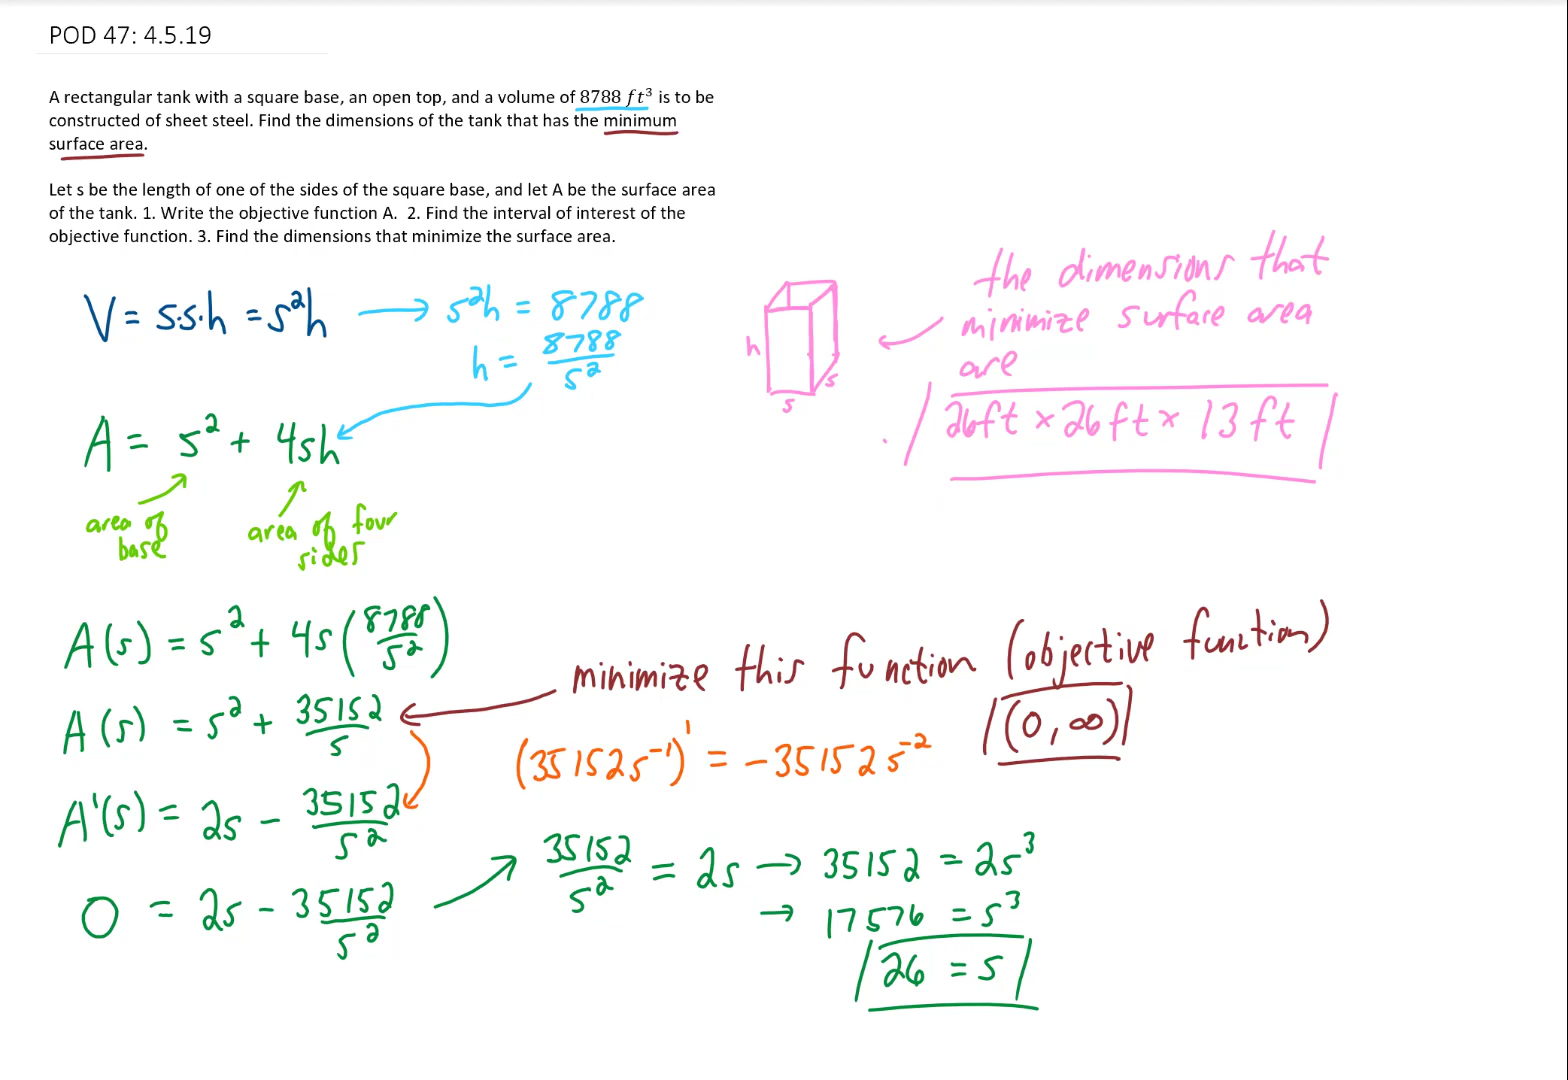 POD 47: 4.5.19
A rectangular tank with a square base, an open top, and a volume of 8788 ft³ is to be
constructed of sheet steel. Find the dimensions of the tank that has the minimum
surface area.
Let s be the length of one of the sides of the square base, and let A be the surface area
of the tank. 1. Write the objective function A. 2. Find the interval of interest of the
objective function. 3. Find the dimensions that minimize the surface area.
V = s·s·h = s²h → s²h = 8788
h = 8788/s²
A = s² + 4sh
area of base
area of four sides
h
s
s
the dimensions that
minimize surface area
are
26ft × 26ft × 13ft
A(s) = s² + 4s(8788/s²)
A(s) = s² + 35152/s
minimize this function (objective function)
(0, ∞)
(35152s⁻¹)' = -35152s⁻²
A'(s) = 2s - 35152/s²
0 = 2s - 35152/s²
35152/s² = 2s → 35152 = 2s³
→ 17576 = s³
26 = s